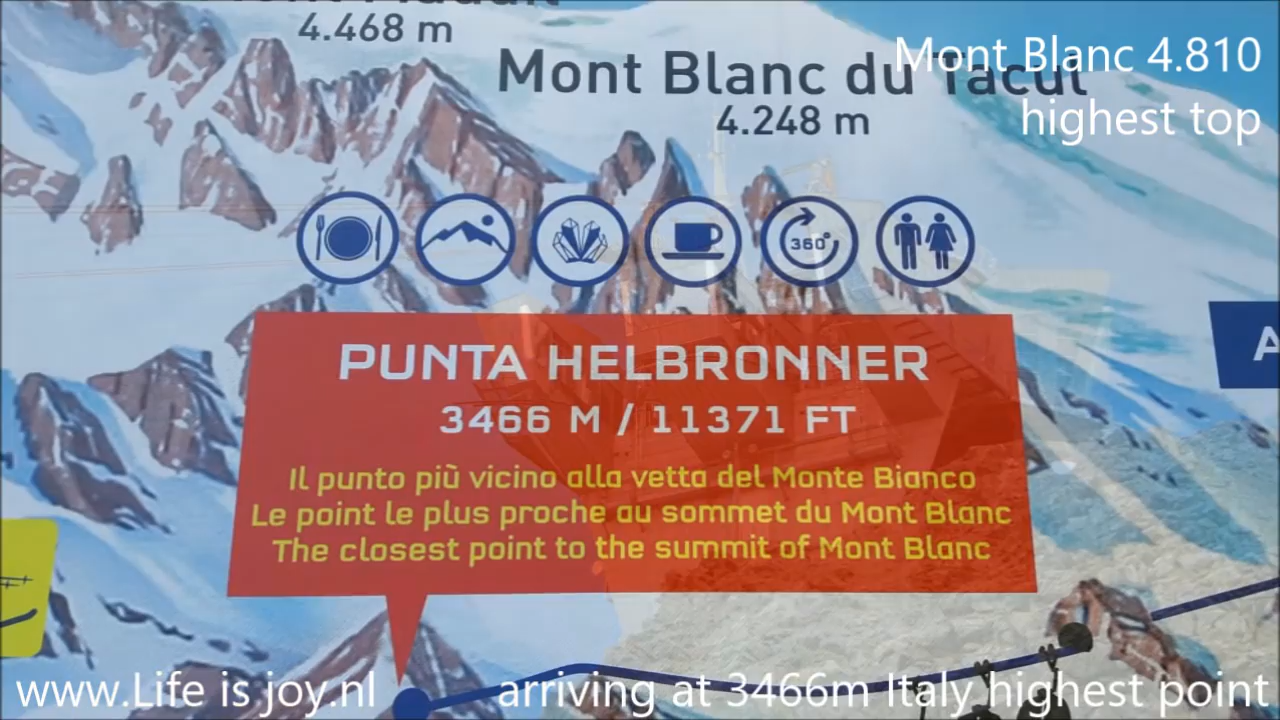 4.468 m
Mont Blanc du Tacul
4.248 m
Mont Blanc 4.810
highest top
360°
PUNTA HELBRONNER
3466 M / 11371 FT
Il punto più vicino alla vetta del Monte Bianco
Le point le plus proche au sommet du Mont Blanc
The closest point to the summit of Mont Blanc
A
www.Life is joy.nl
arriving at 3466m Italy highest point